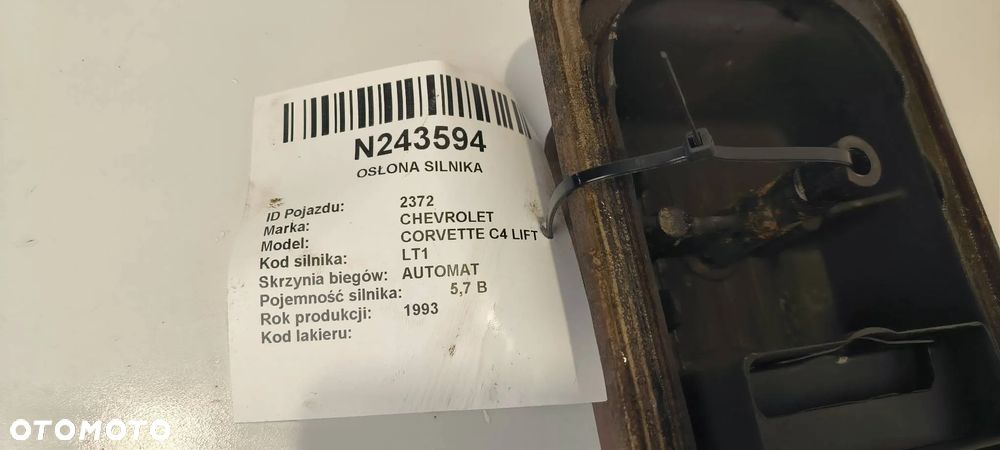 N243594
OSŁONA SILNIKA
ID Pojazdu: 2372
Marka: CHEVROLET
Model: CORVETTE C4 LIFT
Kod silnika: LT1
Skrzynia biegów: AUTOMAT
Pojemność silnika: 5,7 B
Rok produkcji: 1993
Kod lakieru:
OTOMOTO